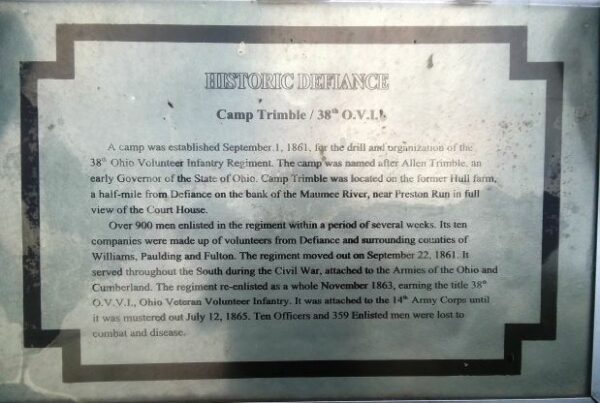 HISTORIC DEFIANCE
Camp Trimble / 38th O.V.I.
A camp was established September 1, 1861, for the drill and organization of the
38th Ohio Volunteer Infantry Regiment. The camp was named after Allen Trimble, an
early Governor of the State of Ohio. Camp Trimble was located on the former Hull farm,
a half-mile from Defiance on the bank of the Maumee River, near Preston Run in full
view of the Court House.
Over 900 men enlisted in the regiment within a period of several weeks. Its ten
companies were made up of volunteers from Defiance and surrounding counties of
Williams, Paulding and Fulton. The regiment moved out on September 22, 1861. It
served throughout the South during the Civil War, attached to the Armies of the Ohio and
Cumberland. The regiment re-enlisted as a whole November 1863, earning the title 38th
O.V.V.I., Ohio Veteran Volunteer Infantry. It was attached to the 14th Army Corps until
it was mustered out July 12, 1865. Ten Officers and 359 Enlisted men were lost to
combat and disease.